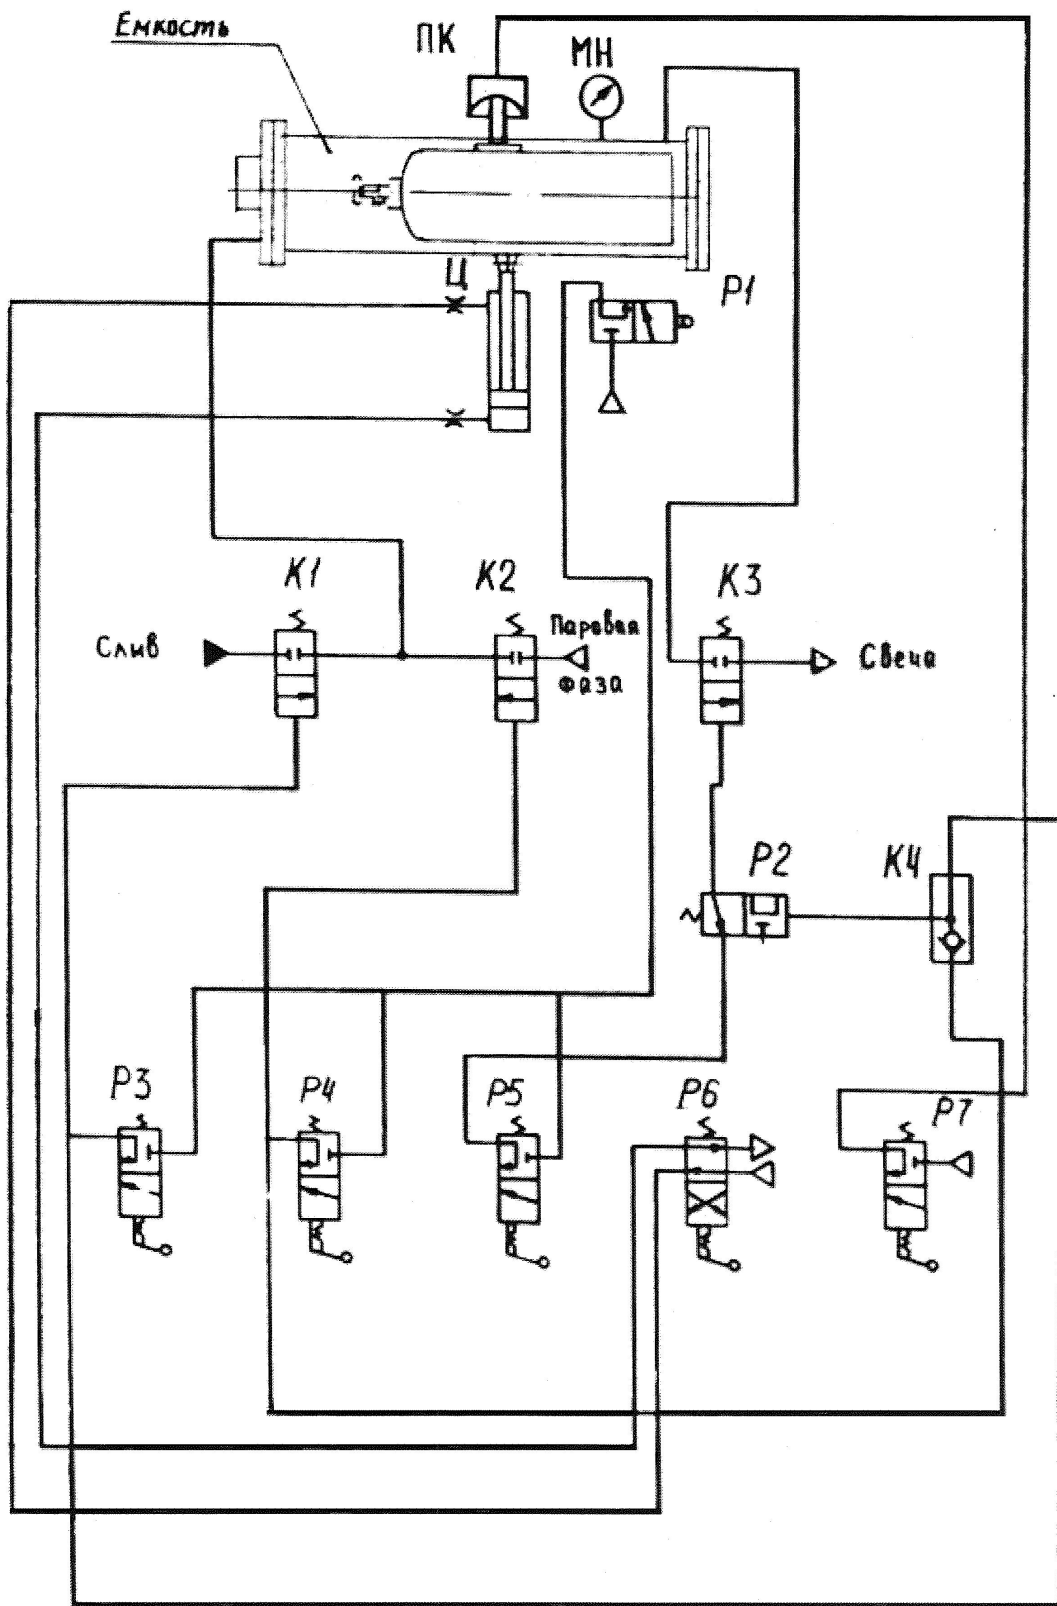 Емкость
ПК
МН
Ц
Р1
К1
К2
К3
Слив
Паровая
фаза
Свеча
Р2
К4
Р3
Р4
Р5
Р6
Р7